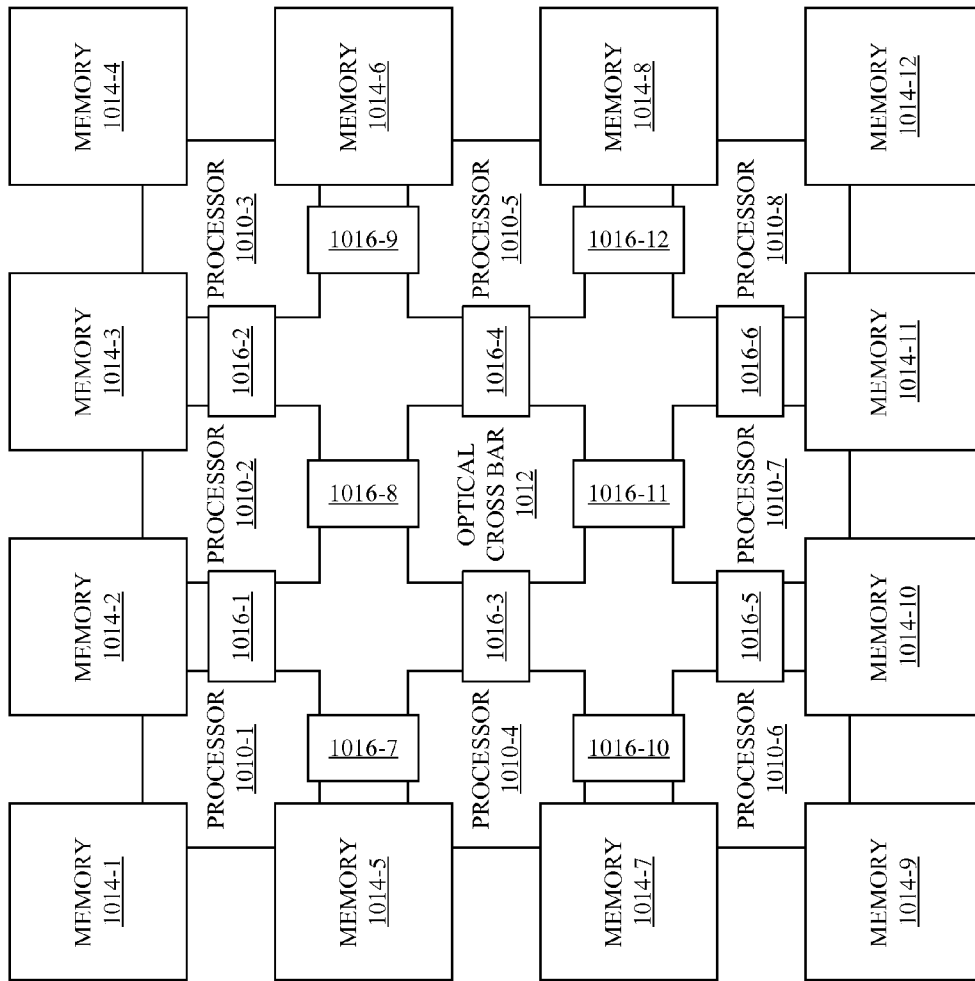 MEMORY
1014-1
MEMORY
1014-2
MEMORY
1014-3
MEMORY
1014-4
PROCESSOR
1010-1
1016-1
PROCESSOR
1010-2
1016-2
PROCESSOR
1010-3
MEMORY
1014-5
1016-7
1016-8
1016-9
MEMORY
1014-6
PROCESSOR
1010-4
1016-3
OPTICAL
CROSS BAR
1012
1016-4
PROCESSOR
1010-5
MEMORY
1014-7
1016-10
1016-11
1016-12
MEMORY
1014-8
PROCESSOR
1010-6
1016-5
PROCESSOR
1010-7
1016-6
PROCESSOR
1010-8
MEMORY
1014-9
MEMORY
1014-10
MEMORY
1014-11
MEMORY
1014-12